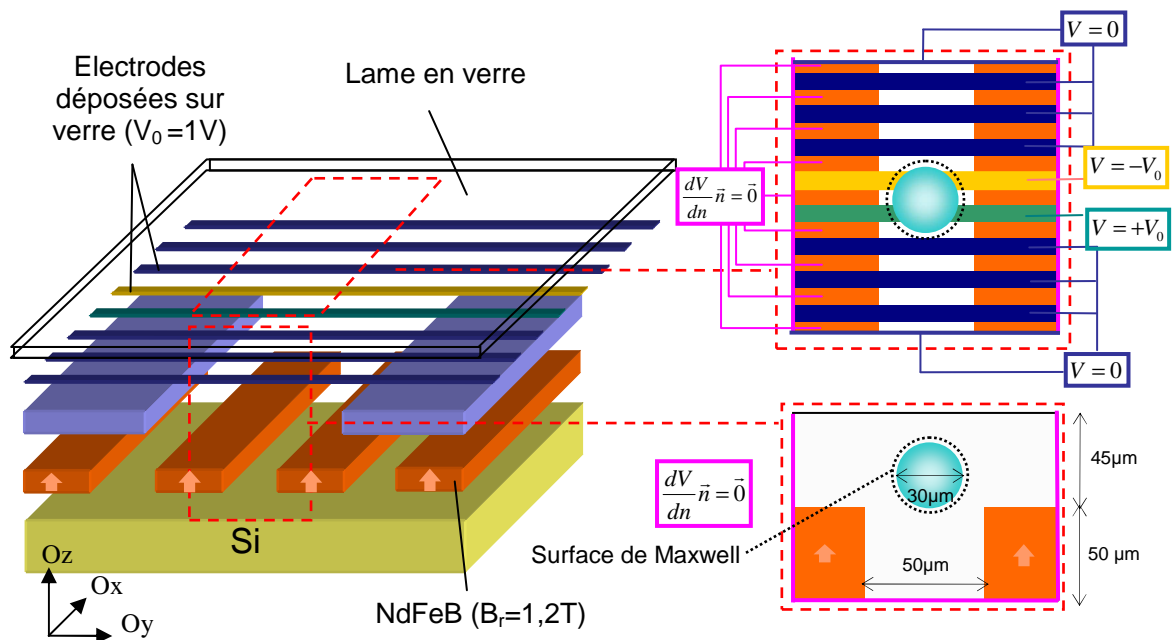 Electrodes
déposées sur
verre (V₀ =1V)
Lame en verre
Si
Oz
Ox
Oy
NdFeB (Bᵣ=1,2T)
V = 0
V = −V₀
dV/dn n⃗ = 0⃗
V = +V₀
V = 0
dV/dn n⃗ = 0⃗
Surface de Maxwell
30µm
50µm
45µm
50 µm